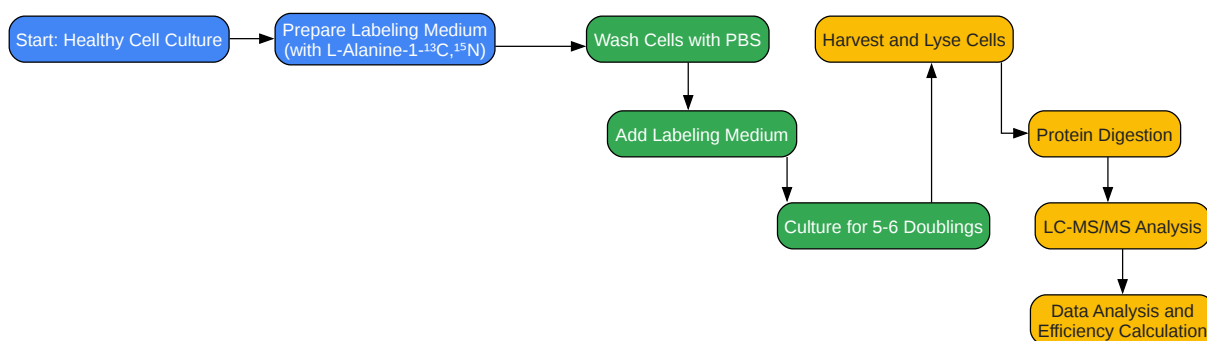 Start: Healthy Cell Culture
Prepare Labeling Medium
(with L-Alanine-1-¹³C,¹⁵N)
Wash Cells with PBS
Add Labeling Medium
Culture for 5-6 Doublings
Harvest and Lyse Cells
Protein Digestion
LC-MS/MS Analysis
Data Analysis and
Efficiency Calculation